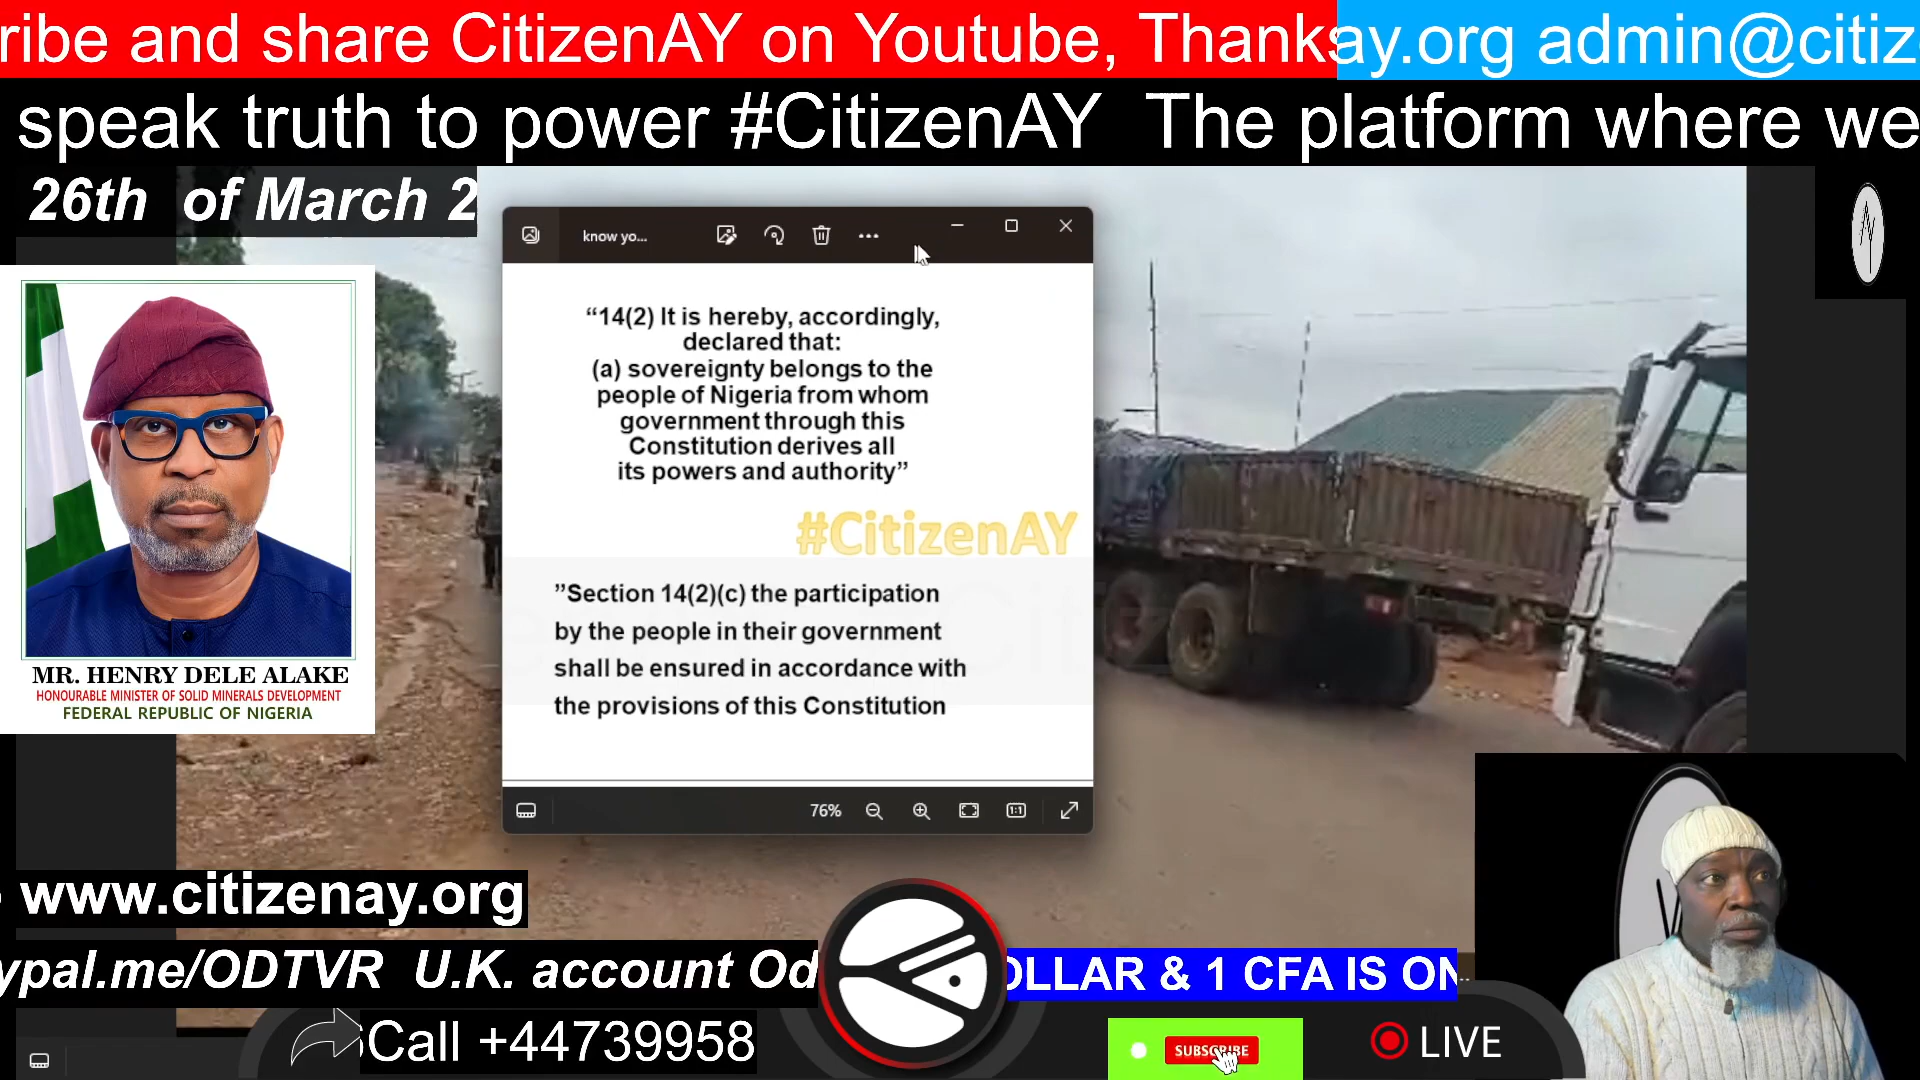 ribe and share CitizenAY on Youtube, Thanks
ay.org admin@citiz
speak truth to power #CitizenAY The platform where we
26th of March 2
know yo...
“14(2) It is hereby, accordingly,
declared that:
(a) sovereignty belongs to the
people of Nigeria from whom
government through this
Constitution derives all
its powers and authority”
#CitizenAY
”Section 14(2)(c) the participation
by the people in their government
shall be ensured in accordance with
the provisions of this Constitution
76%
1:1
MR. HENRY DELE ALAKE
HONOURABLE MINISTER OF SOLID MINERALS DEVELOPMENT
FEDERAL REPUBLIC OF NIGERIA
www.citizenay.org
ypal.me/ODTVR U.K. account Od
OLLAR & 1 CFA IS ON
Call +44739958
SUBSCRIBE
LIVE